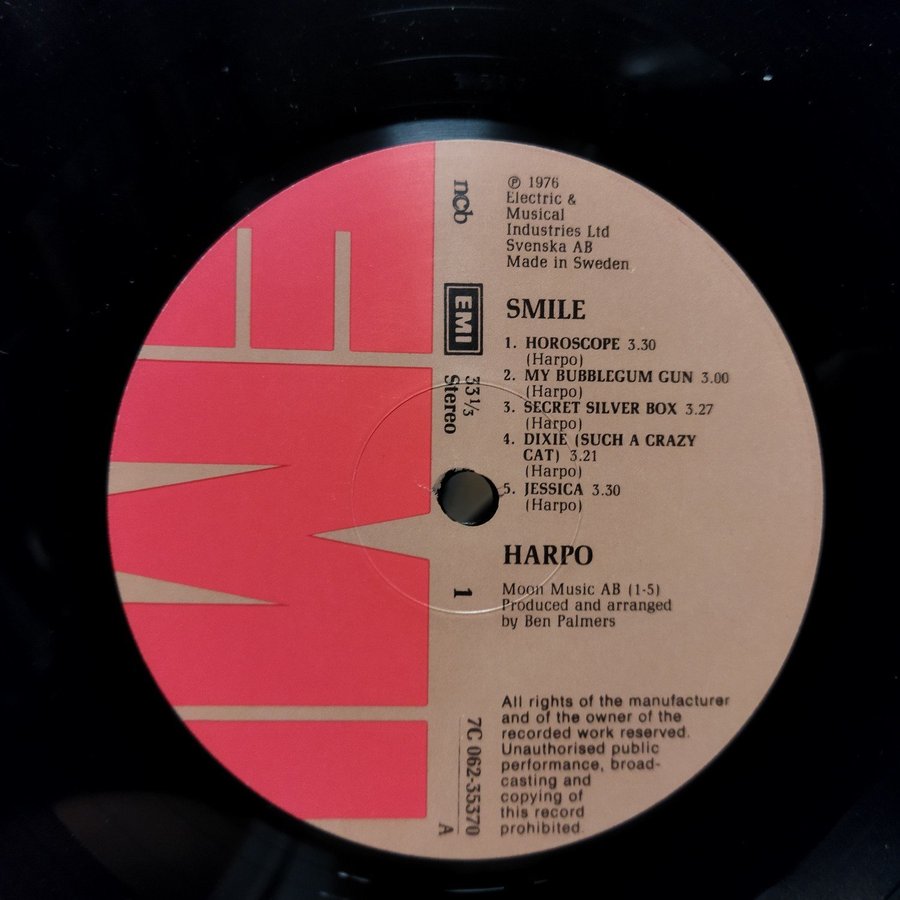 ℗ 1976
Electric &
Musical
Industries Ltd
Svenska AB
Made in Sweden
ncb
EMI
33 1/3
Stereo
SMILE
1. HOROSCOPE 3.30
(Harpo)
2. MY BUBBLEGUM GUN 3.00
(Harpo)
3. SECRET SILVER BOX 3.27
(Harpo)
4. DIXIE (SUCH A CRAZY
CAT) 3.21
(Harpo)
5. JESSICA 3.30
(Harpo)
HARPO
1
Moon Music AB (1-5)
Produced and arranged
by Ben Palmers
7C 062-35370
A
All rights of the manufacturer
and of the owner of the
recorded work reserved.
Unauthorised public
performance, broad-
casting and
copying of
this record
prohibited.
EMI